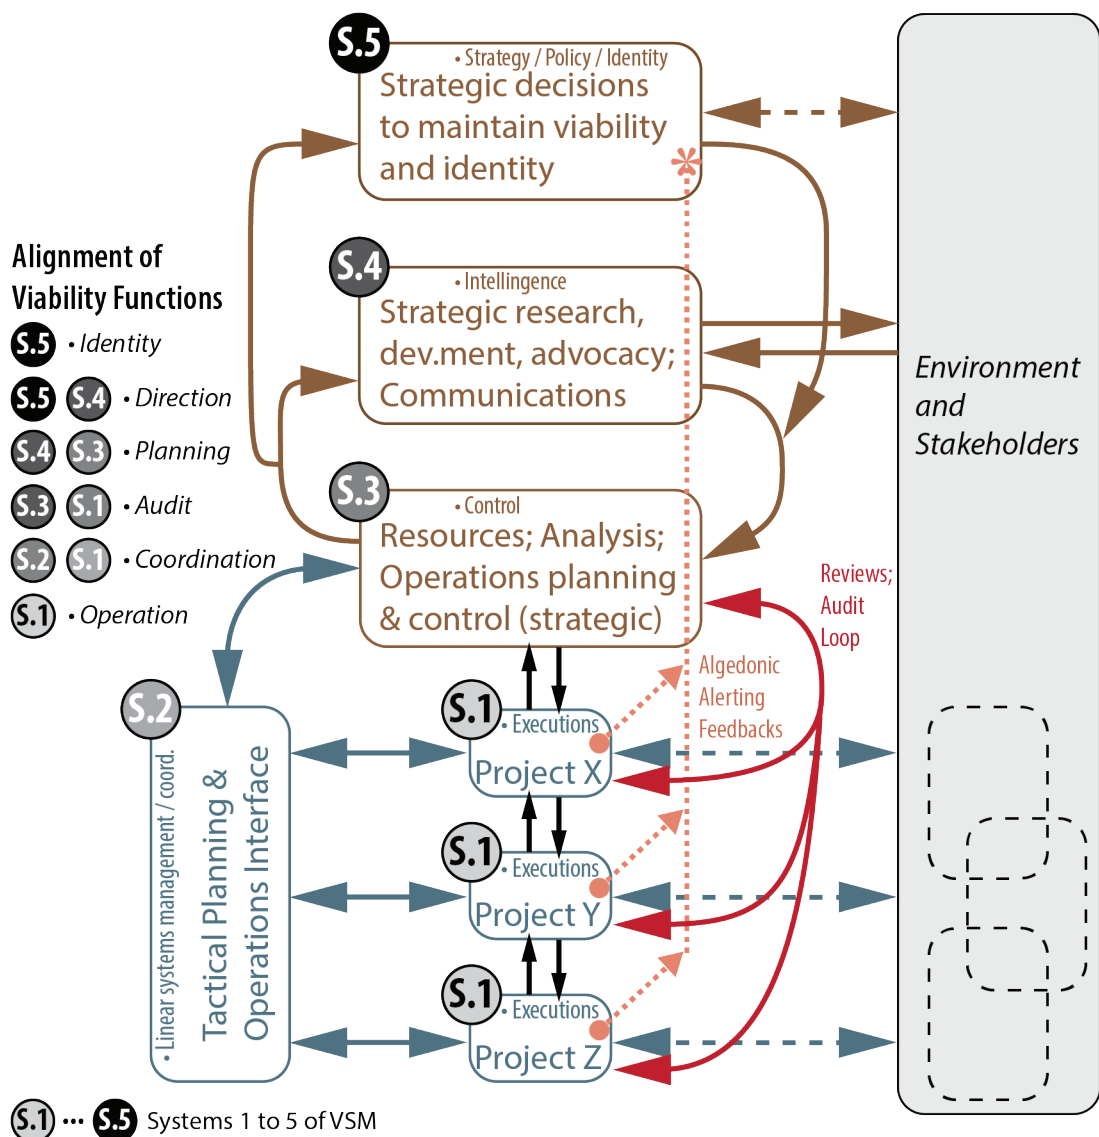 S.5
• Strategy / Policy / Identity
Strategic decisions
to maintain viability
and identity
*
S.4
• Intellingence
Strategic research,
dev.ment, advocacy;
Communications
S.3
• Control
Resources; Analysis;
Operations planning
& control (strategic)
Alignment of
Viability Functions
S.5 • Identity
S.5 S.4 • Direction
S.4 S.3 • Planning
S.3 S.1 • Audit
S.2 S.1 • Coordination
S.1 • Operation
Environment
and
Stakeholders
Reviews;
Audit
Loop
Algedonic
Alerting
Feedbacks
S.2
• Linear systems management / coord.
Tactical Planning &
Operations Interface
S.1
• Executions
Project X
S.1
• Executions
Project Y
S.1
• Executions
Project Z
S.1 ••• S.5 Systems 1 to 5 of VSM